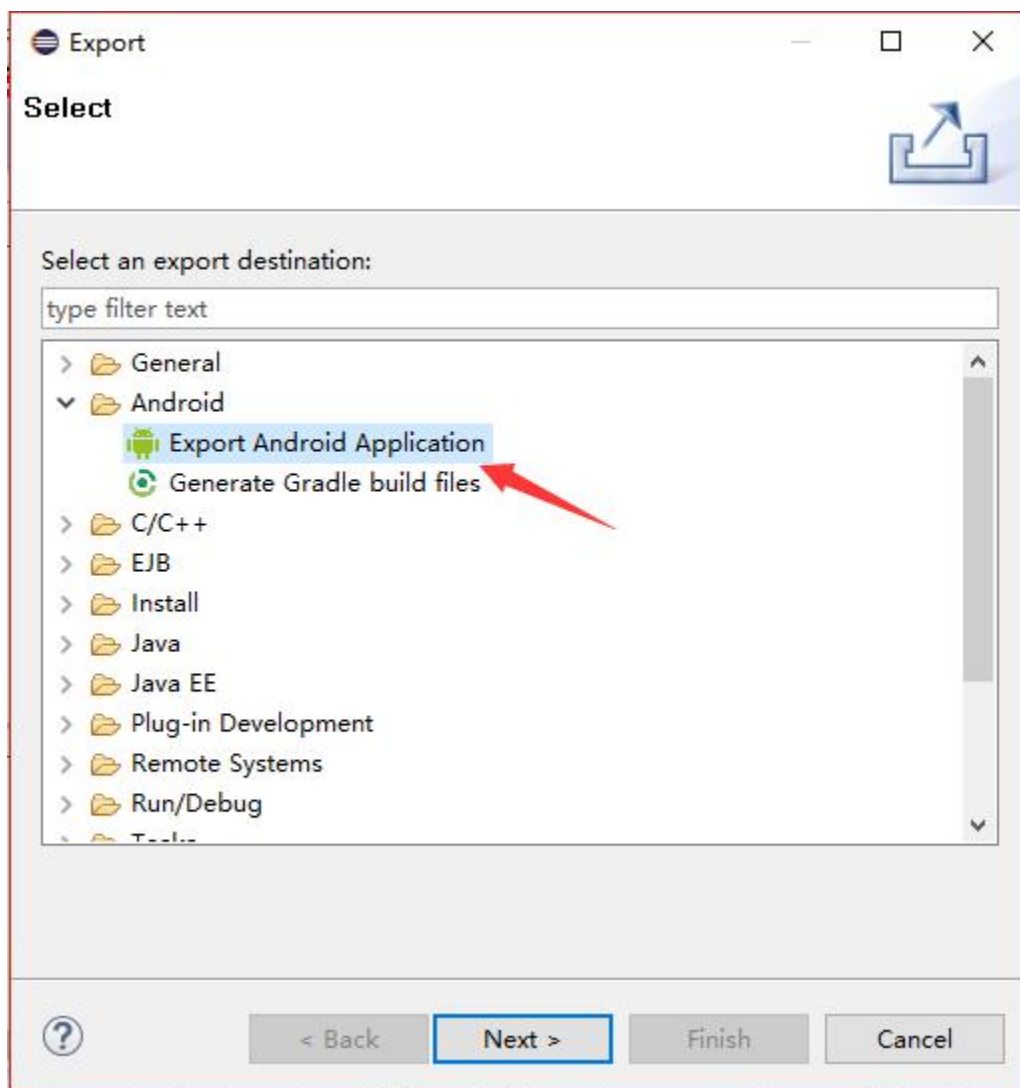 Export
Select
Select an export destination:
type filter text
General
Android
Export Android Application
Generate Gradle build files
C/C++
EJB
Install
Java
Java EE
Plug-in Development
Remote Systems
Run/Debug
Tasks
< Back
Next >
Finish
Cancel